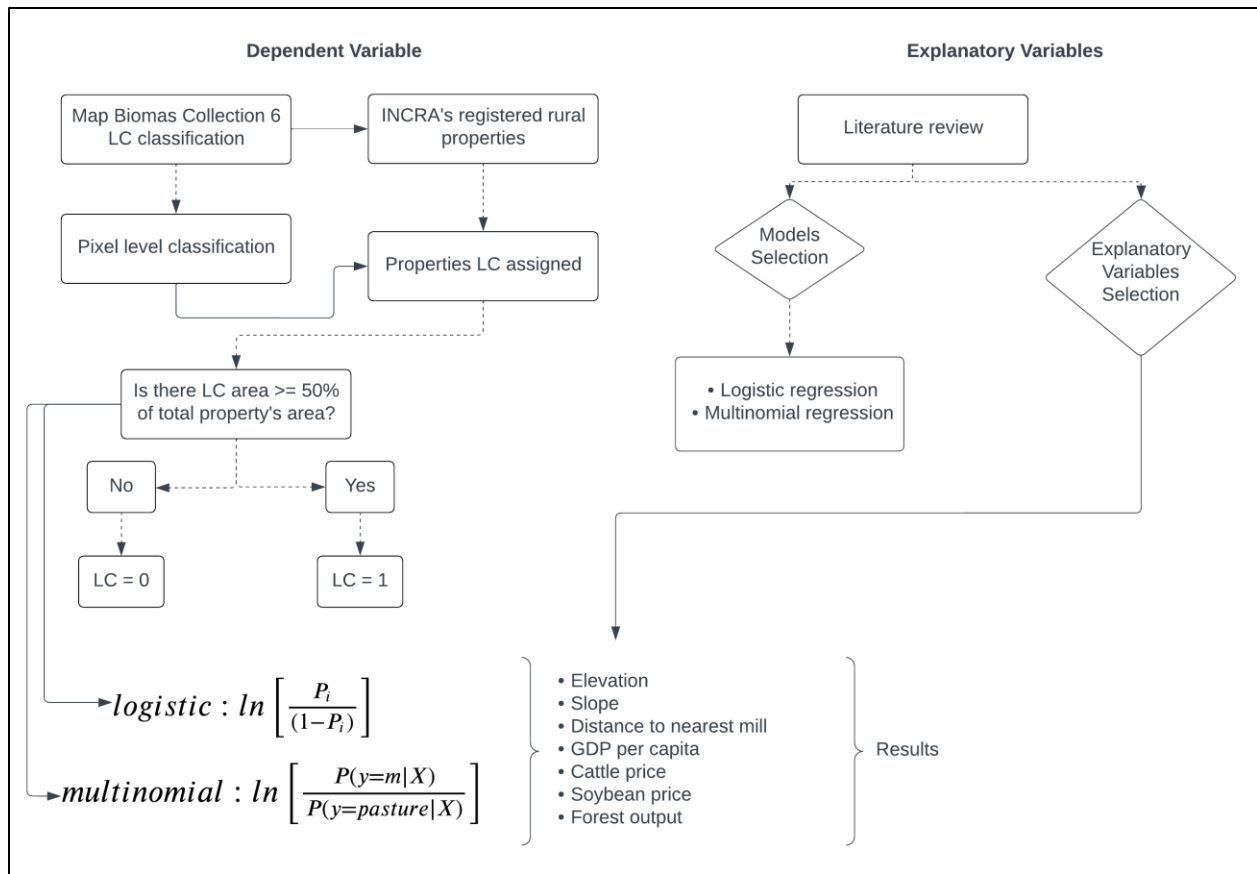 Dependent Variable
Map Biomas Collection 6
LC classification
INCRA's registered rural
properties
Pixel level classification
Properties LC assigned
Is there LC area >= 50%
of total property's area?
No
Yes
LC = 0
LC = 1
Explanatory Variables
Literature review
Models
Selection
Explanatory
Variables
Selection
• Logistic regression
• Multinomial regression
logistic : ln [ P_i / (1−P_i) ]
multinomial : ln [ P(y=m|X) / P(y=pasture|X) ]
• Elevation
• Slope
• Distance to nearest mill
• GDP per capita
• Cattle price
• Soybean price
• Forest output
Results